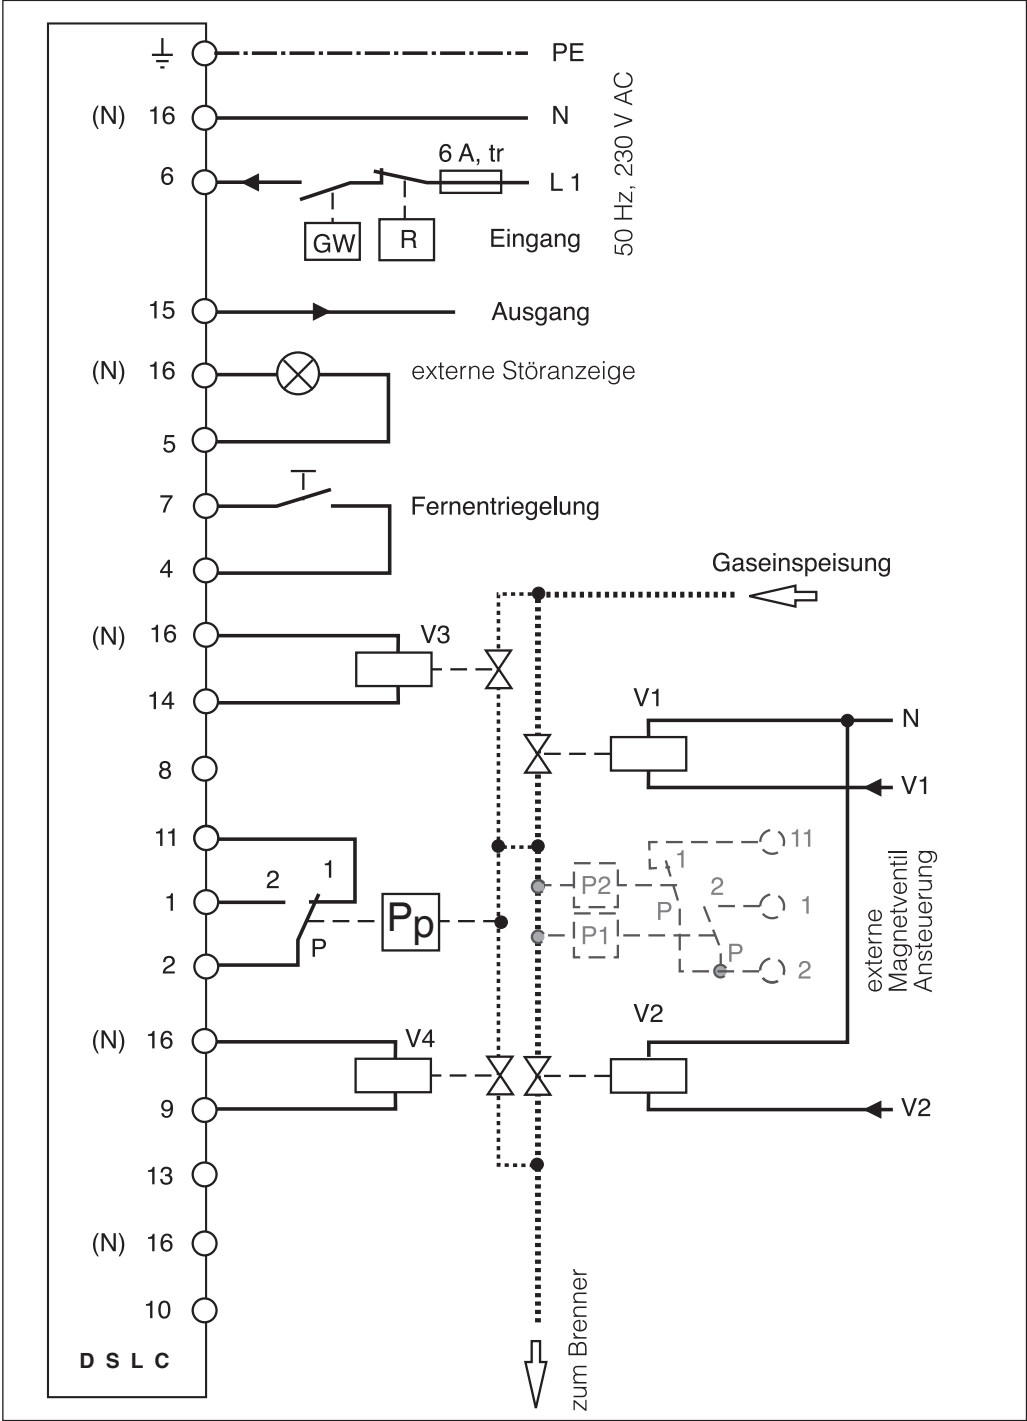 PE
(N) 16 N
6 A, tr
6 L 1
GW R Eingang
50 Hz, 230 V AC
15 Ausgang
(N) 16 externe Störanzeige
5
7 Fernentriegelung
4
Gaseinspeisung
(N) 16 V3
14
V1 N
8
V1
11
1 11
2 1
1
P2 2
P 1
Pp
P P1
P
2 2
externe
Magnetventil
Ansteuerung
(N) 16 V4 V2
9 V2
13
(N) 16
10
D S L C
zum Brenner